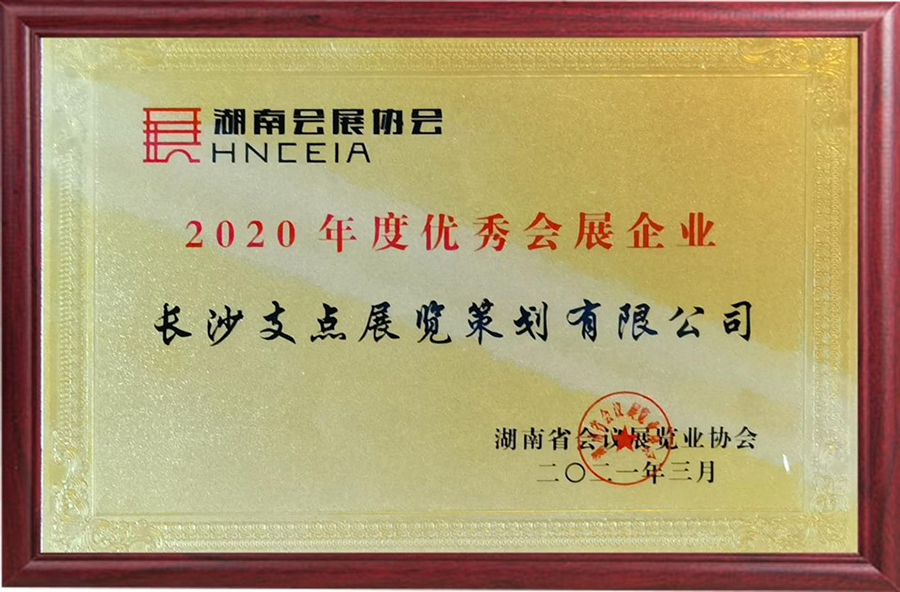 湖南会展协会
HNCEIA
2020年度优秀会展企业
长沙支点展览策划有限公司
湖南省会议展览业协会
二〇二一年三月